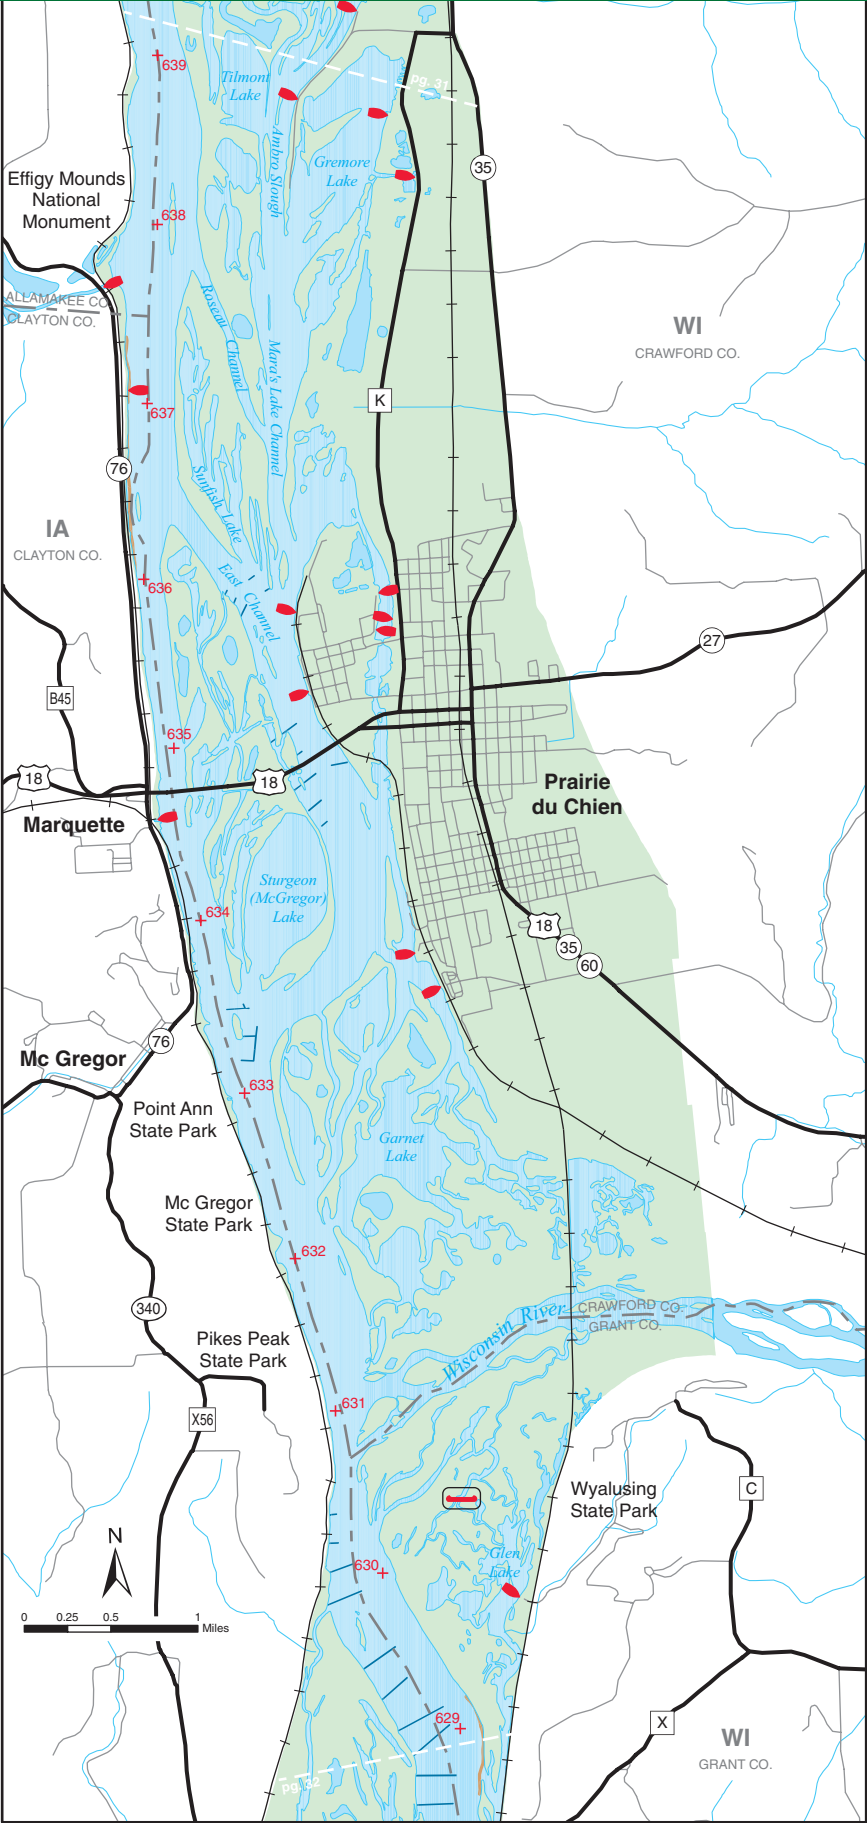 639
Tilmont
Lake
pg. 31
Ambro Slough
Gremore
Lake
35
Effigy Mounds
National
Monument
638
ALLAMAKEE CO.
CLAYTON CO.
Roseau Channel
Mara's Lake Channel
WI
CRAWFORD CO.
K
637
76
Sunfish Lake
IA
CLAYTON CO.
East Channel
636
27
B45
635
18
18
Prairie
du Chien
Marquette
Sturgeon
(McGregor)
Lake
634
18
35
60
76
Mc Gregor
633
Point Ann
State Park
Garnet
Lake
Mc Gregor
State Park
632
340
Wisconsin River
CRAWFORD CO.
GRANT CO.
Pikes Peak
State Park
631
X56
Wyalusing
State Park
C
N
630
Glen
Lake
0 0.25 0.5 1
Miles
629
X
WI
GRANT CO.
pg. 32